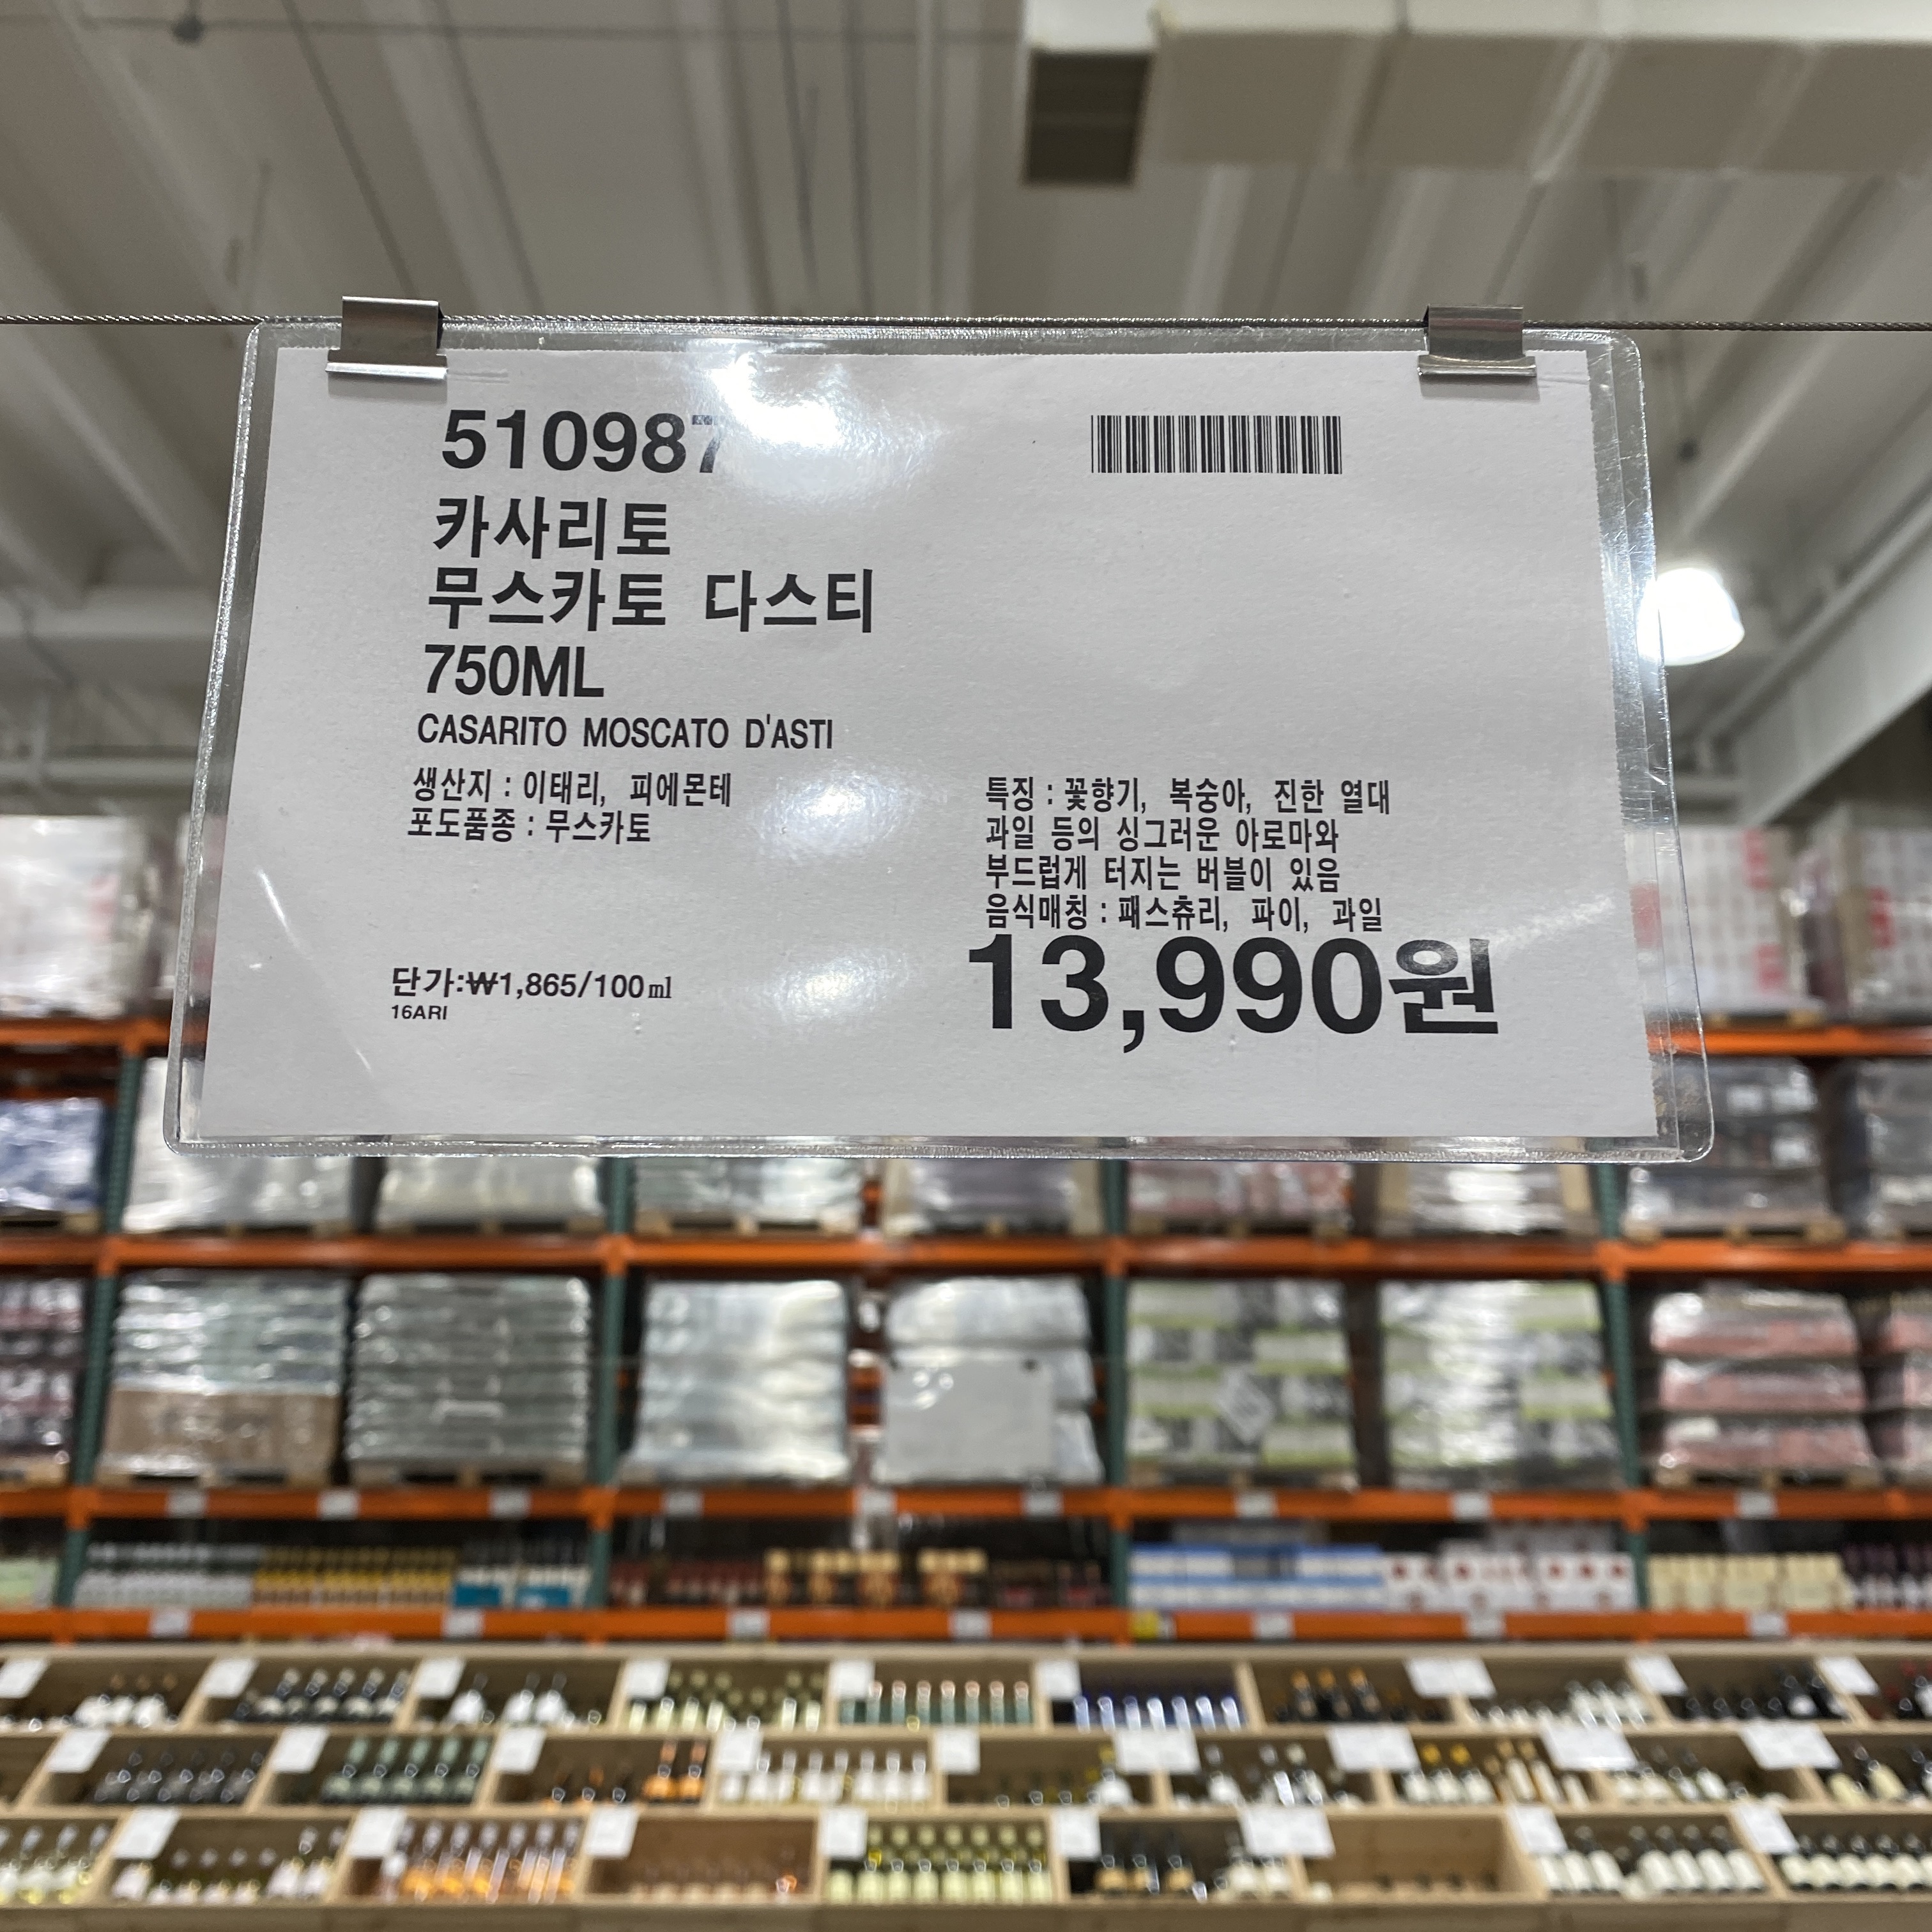 510987
카사리토
무스카토 다스티
750ML
CASARITO MOSCATO D'ASTI
생산지 : 이태리, 피에몬테
포도품종 : 무스카토
특징 : 꽃향기, 복숭아, 진한 열대
과일 등의 싱그러운 아로마와
부드럽게 터지는 버블이 있음
음식매칭 : 패스츄리, 파이, 과일
단가:₩1,865/100㎖
16ARI
13,990원